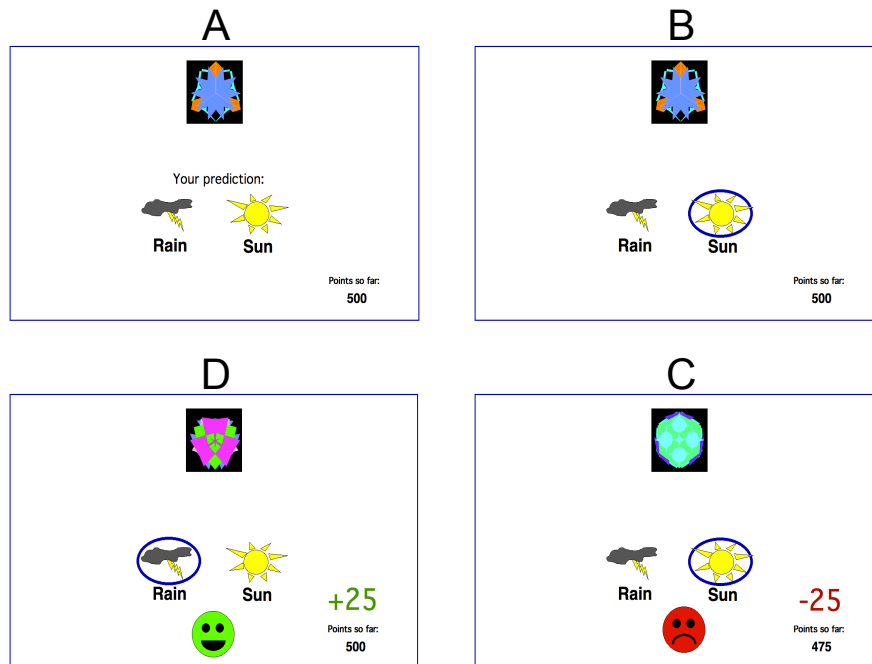 A
B
Your prediction:
Rain Sun
Points so far:
500
Rain Sun
Points so far:
500
D
C
Rain Sun
+25
Points so far:
500
Rain Sun
-25
Points so far:
475